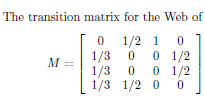 The transition matrix for the Web of
M = [ 0 1/2 1 0
1/3 0 0 1/2
1/3 0 0 1/2
1/3 1/2 0 0 ]